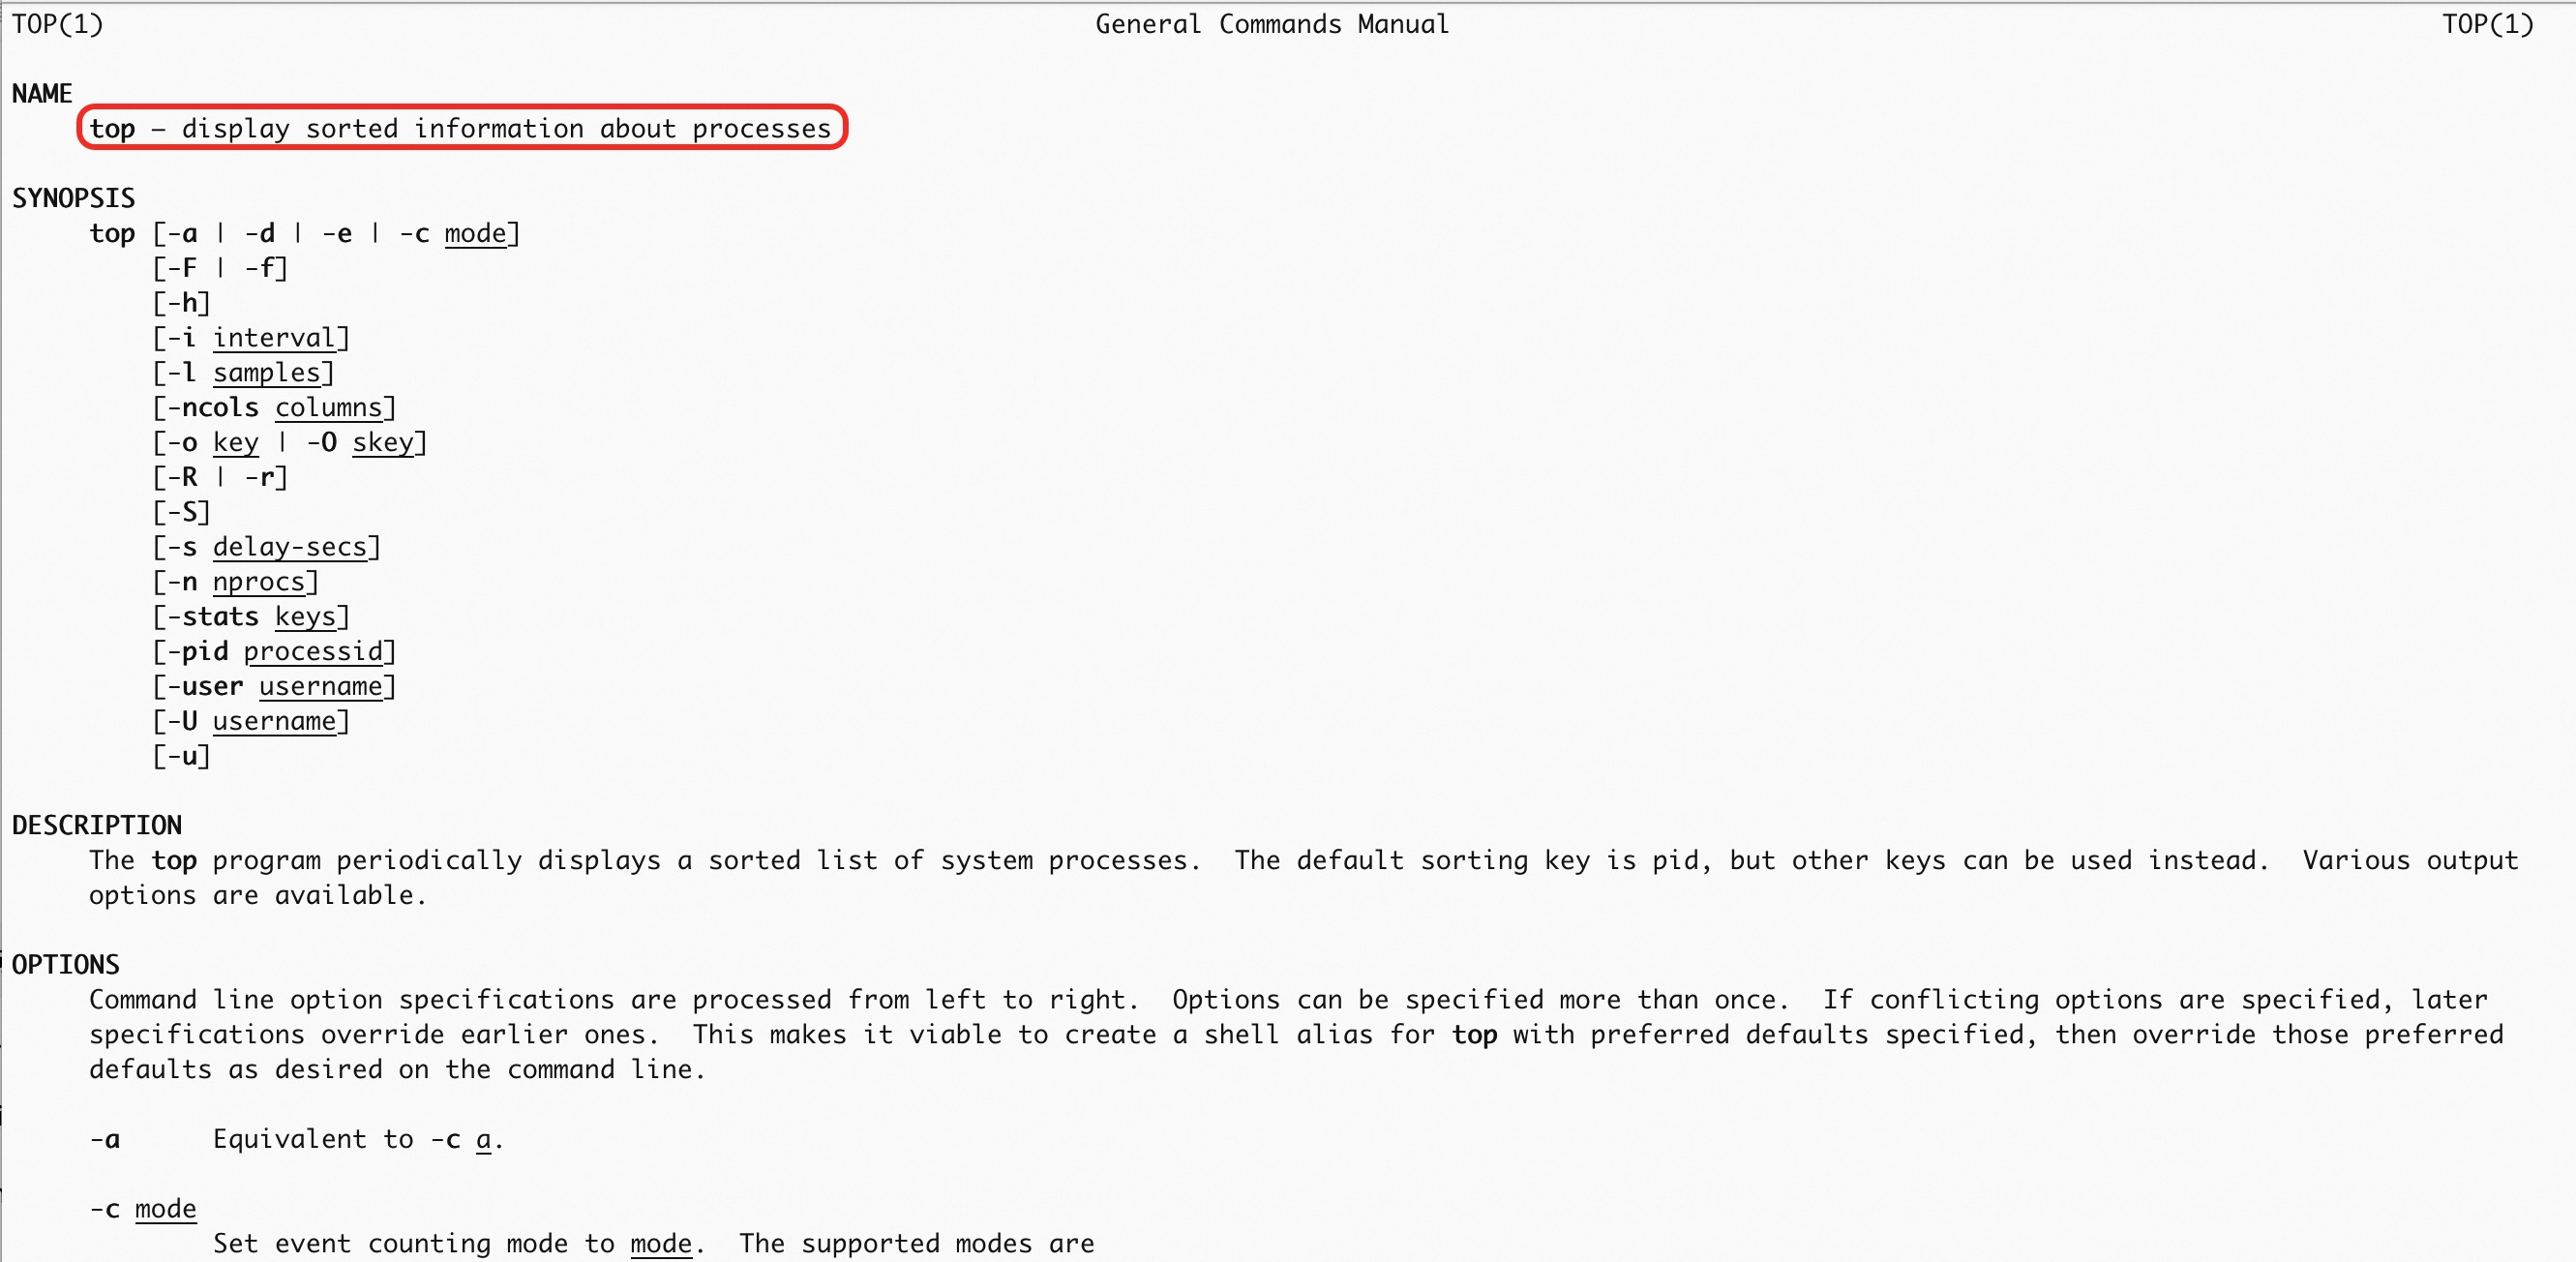 TOP(1) General Commands Manual TOP(1)
NAME
top – display sorted information about processes
SYNOPSIS
top [-a | -d | -e | -c mode]
[-F | -f]
[-h]
[-i interval]
[-l samples]
[-ncols columns]
[-o key | -O skey]
[-R | -r]
[-S]
[-s delay-secs]
[-n nprocs]
[-stats keys]
[-pid processid]
[-user username]
[-U username]
[-u]
DESCRIPTION
The top program periodically displays a sorted list of system processes. The default sorting key is pid, but other keys can be used instead. Various output
options are available.
OPTIONS
Command line option specifications are processed from left to right. Options can be specified more than once. If conflicting options are specified, later
specifications override earlier ones. This makes it viable to create a shell alias for top with preferred defaults specified, then override those preferred
defaults as desired on the command line.
-a Equivalent to -c a.
-c mode
Set event counting mode to mode. The supported modes are